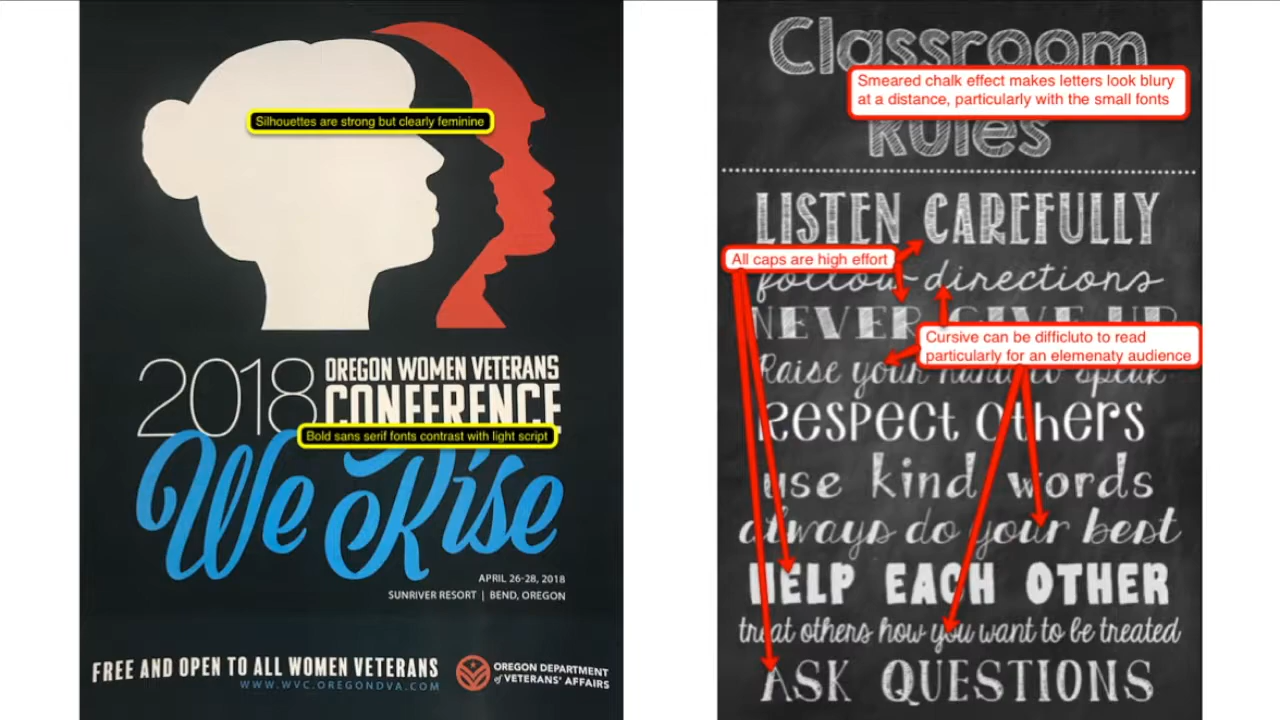 Silhouettes are strong but clearly feminine
2018
OREGON WOMEN VETERANS
CONFERENCE
Bold sans serif fonts contrast with light script
We Rise
APRIL 26-28, 2018
SUNRIVER RESORT | BEND, OREGON
FREE AND OPEN TO ALL WOMEN VETERANS
WWW.WVC.OREGONDVA.COM
OREGON DEPARTMENT
of VETERANS' AFFAIRS
Classroom
Smeared chalk effect makes letters look blury
at a distance, particularly with the small fonts
Rules
LISTEN CAREFULLY
All caps are high effort
follow directions
NEVER GIVE UP
Cursive can be difficluto to read
particularly for an elemenaty audience
Raise your hand to speak
Respect Others
use kind words
always do your best
HELP EACH OTHER
treat others how you want to be treated
ASK QUESTIONS